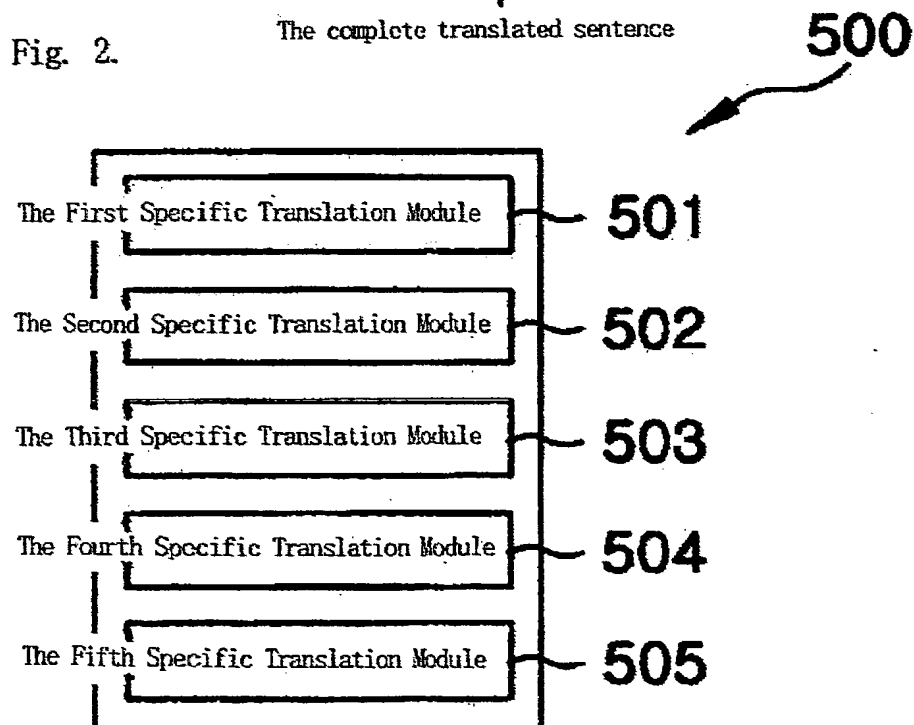 The complete translated sentence
Fig. 2.
500
The First Specific Translation Module 501
The Second Specific Translation Module 502
The Third Specific Translation Module 503
The Fourth Specific Translation Module 504
The Fifth Specific Translation Module 505